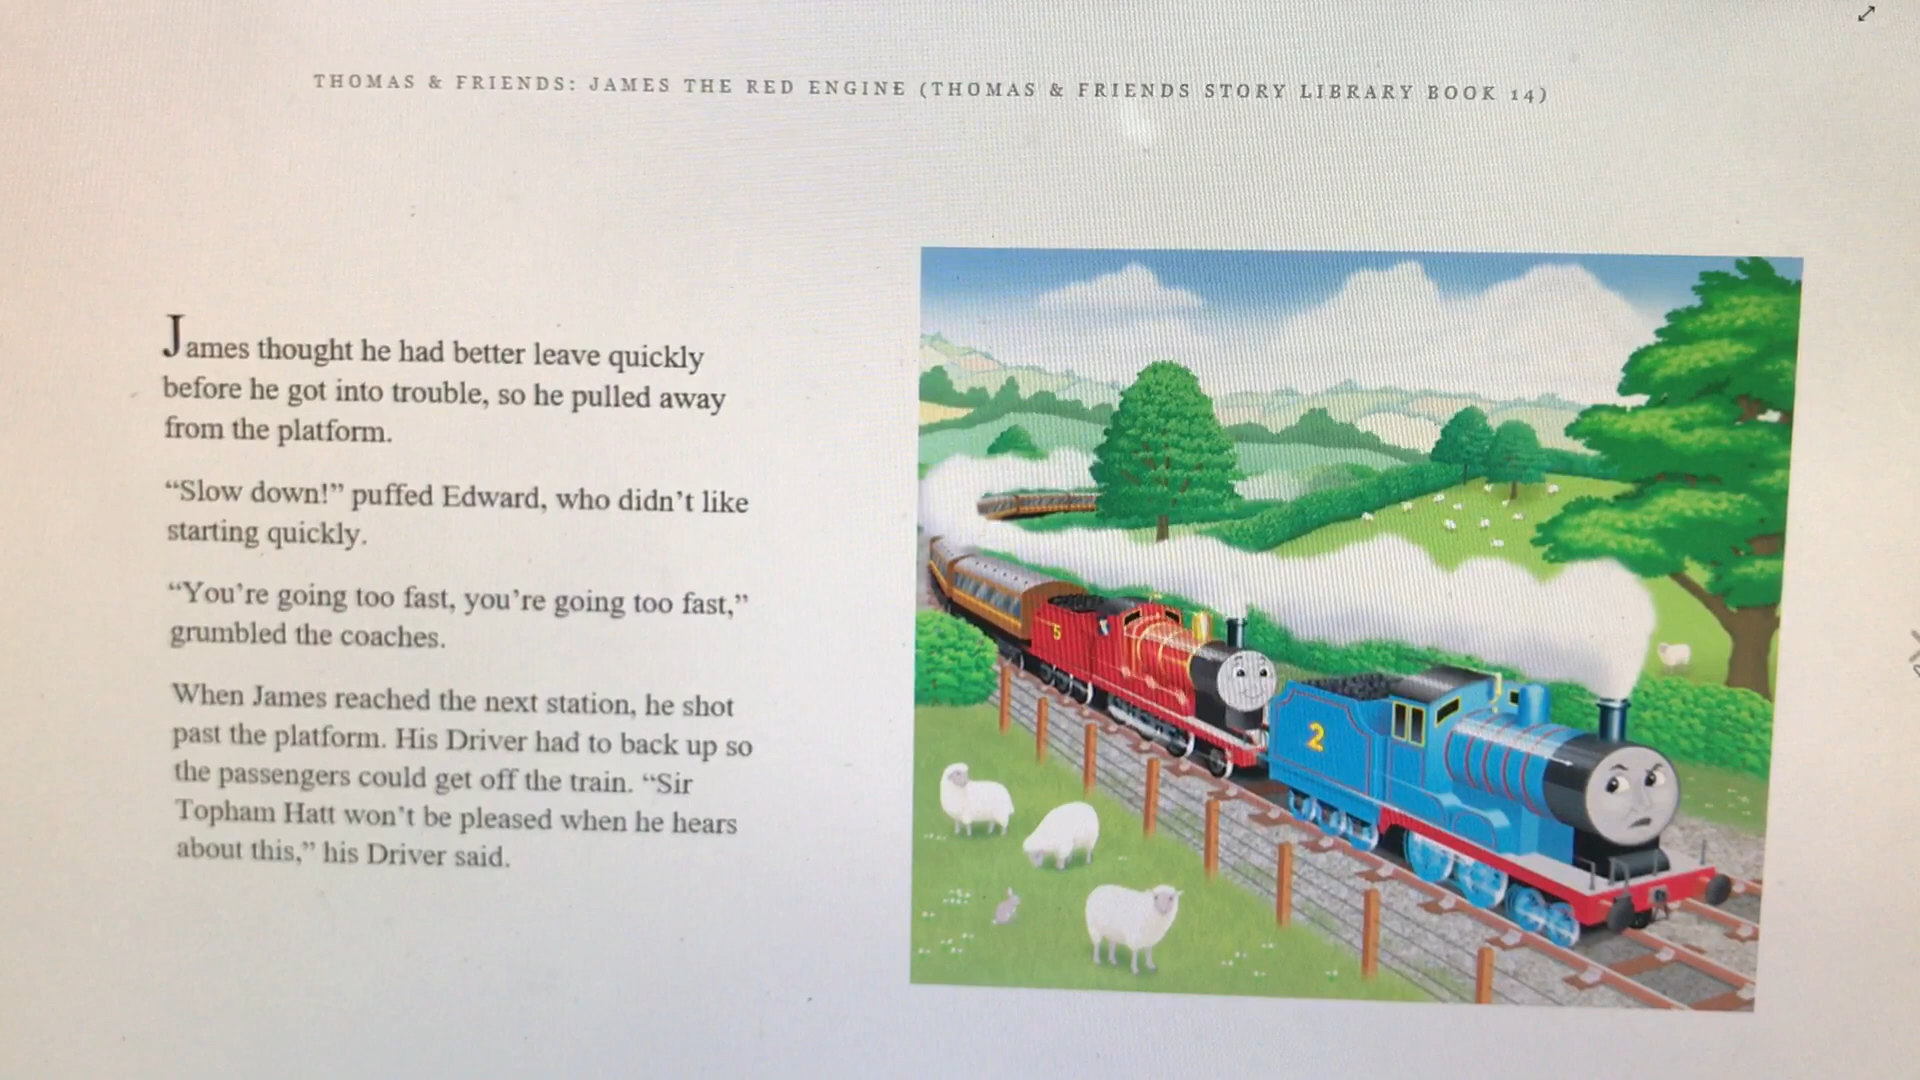 THOMAS & FRIENDS: JAMES THE RED ENGINE (THOMAS & FRIENDS STORY LIBRARY BOOK 14)
James thought he had better leave quickly
before he got into trouble, so he pulled away
from the platform.
“Slow down!” puffed Edward, who didn’t like
starting quickly.
“You’re going too fast, you’re going too fast,”
grumbled the coaches.
When James reached the next station, he shot
past the platform. His Driver had to back up so
the passengers could get off the train. “Sir
Topham Hatt won’t be pleased when he hears
about this,” his Driver said.
5
2